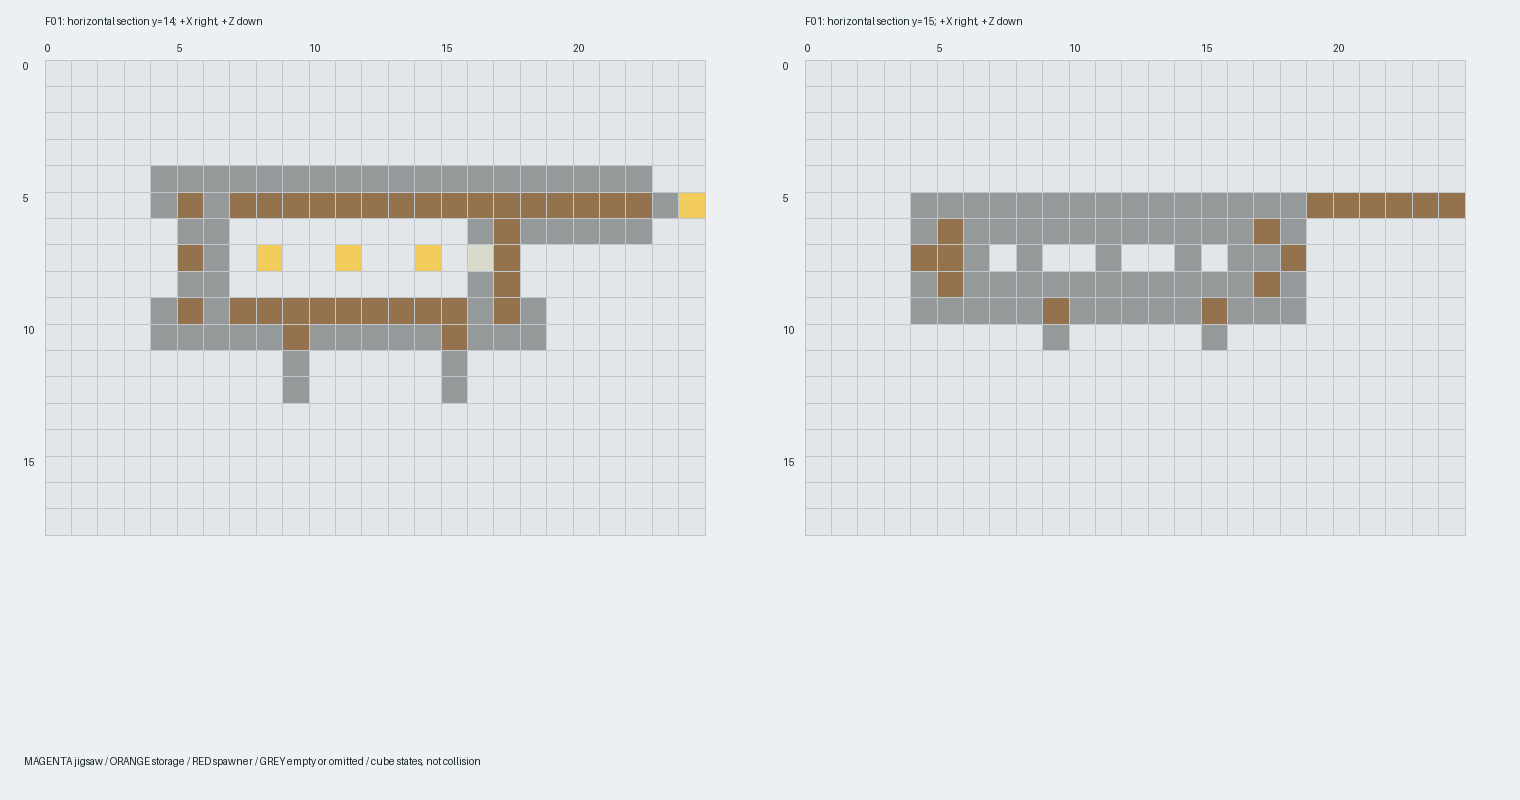 F01: horizontal section y=14; +X right, +Z down
F01: horizontal section y=15; +X right, +Z down
0 5 10 15 20
0 5 10 15 20
0
0
5
5
10
10
15
15
MAGENTA jigsaw / ORANGE storage / RED spawner / GREY empty or omitted / cube states, not collision